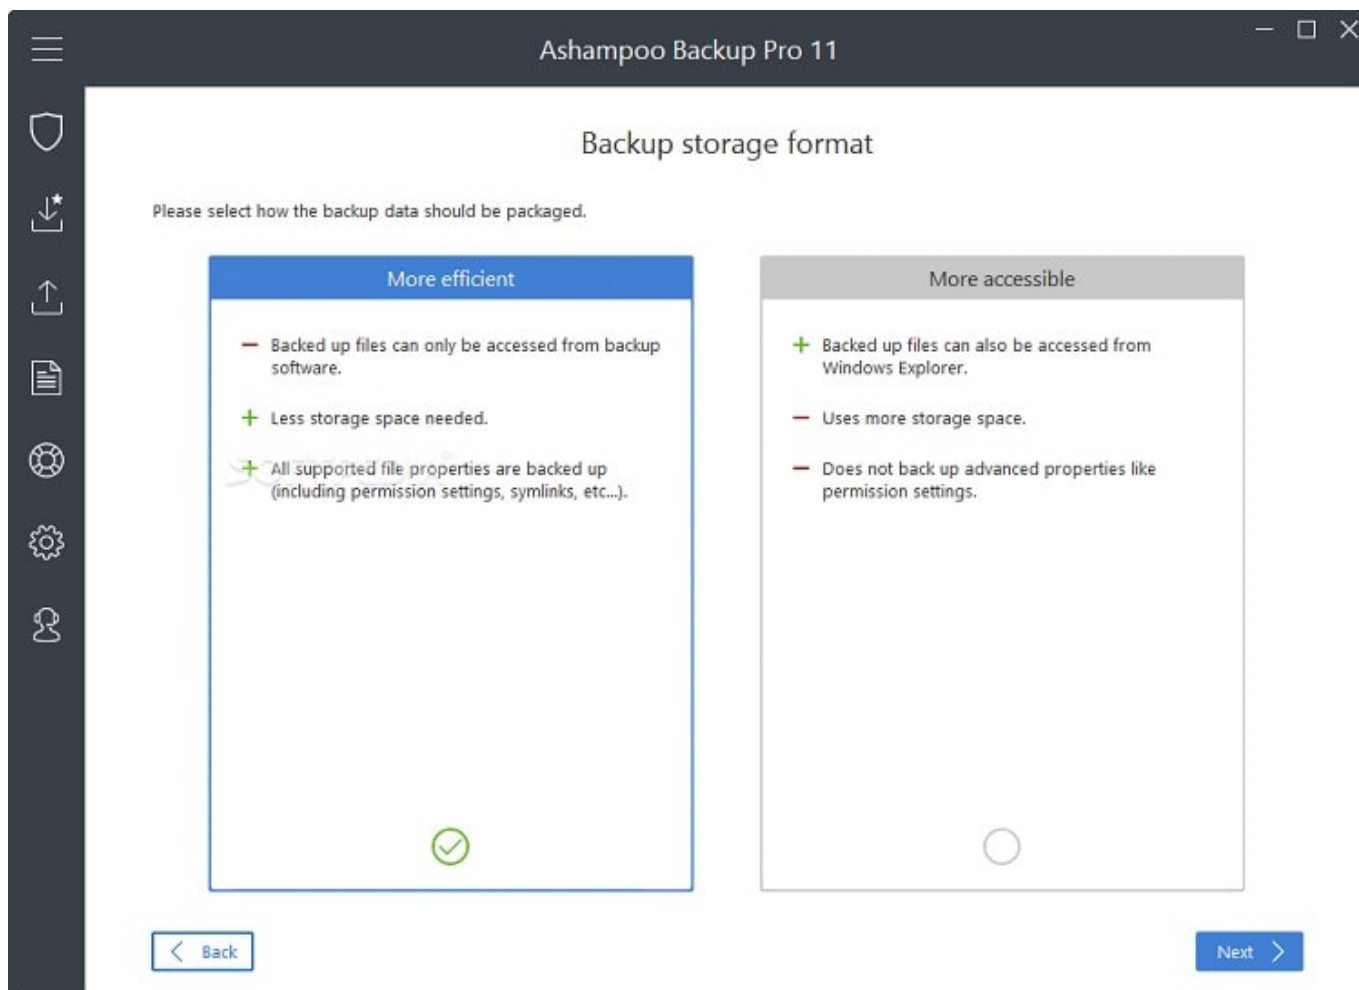 Ashampoo Backup Pro 11
Backup storage format
Please select how the backup data should be packaged.
More efficient
Backed up files can only be accessed from backup
software.
Less storage space needed.
All supported file properties are backed up
(including permission settings, symlinks, etc...).
More accessible
Backed up files can also be accessed from
Windows Explorer.
Uses more storage space.
Does not back up advanced properties like
permission settings.
Back
Next